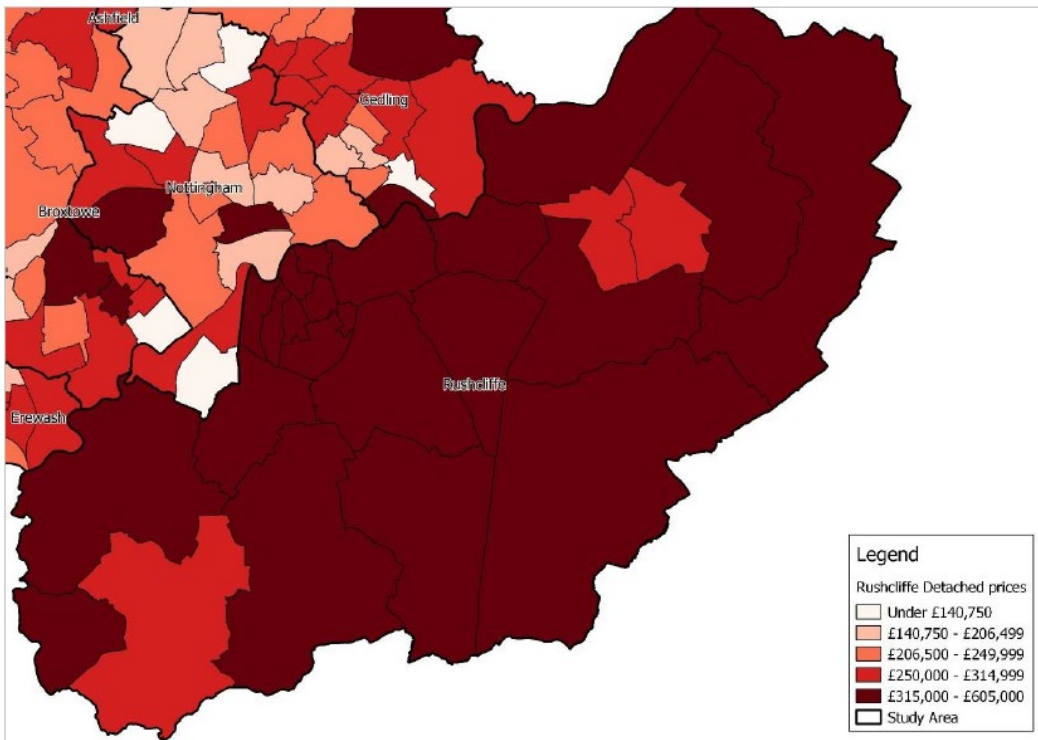 Ashfield
Gedling
Nottingham
Broxtowe
Rushcliffe
Erewash
Legend
Rushcliffe Detached prices
Under £140,750
£140,750 - £206,499
£206,500 - £249,999
£250,000 - £314,999
£315,000 - £605,000
Study Area